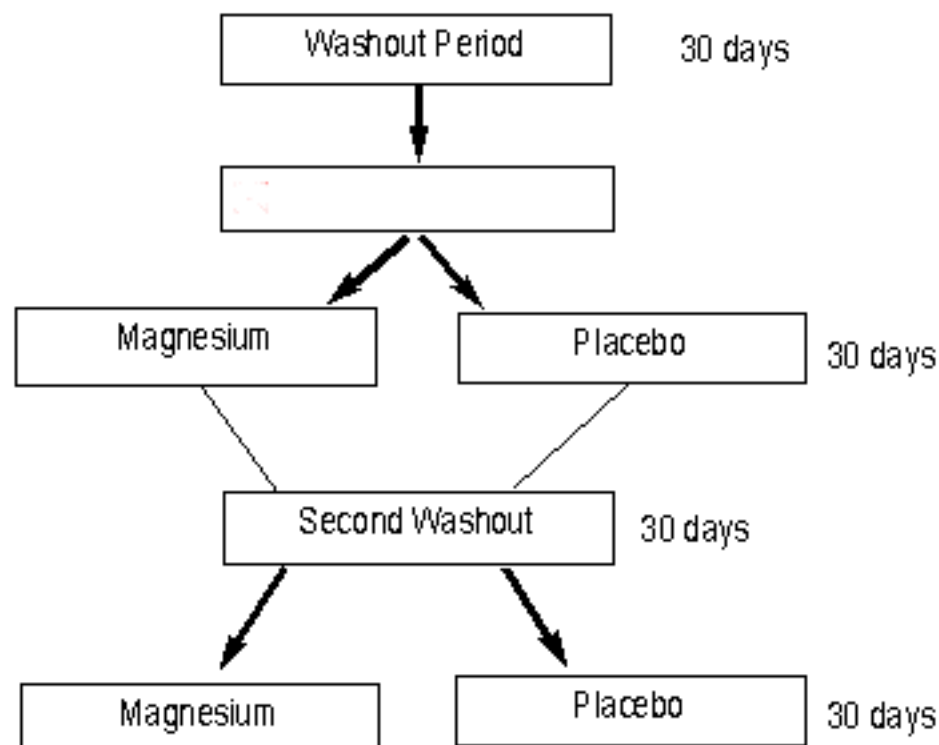 Washout Period 30 days
Magnesium Placebo 30 days
Second Washout 30 days
Magnesium Placebo 30 days